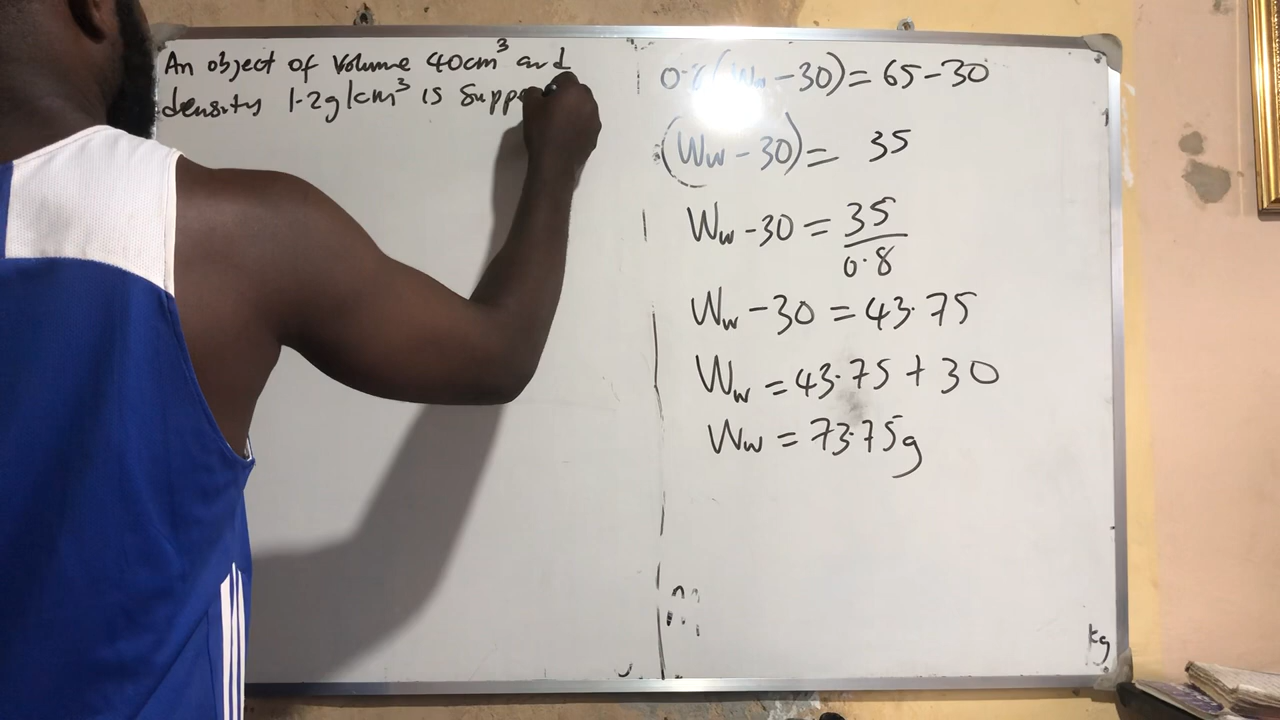 An object of volume 40cm³ and
density 1.2g/cm³ is
0.8(Ww - 30) = 65 - 30
(Ww - 30) = 35
Ww - 30 = 35/0.8
Ww - 30 = 43.75
Ww = 43.75 + 30
Ww = 73.75g
kg